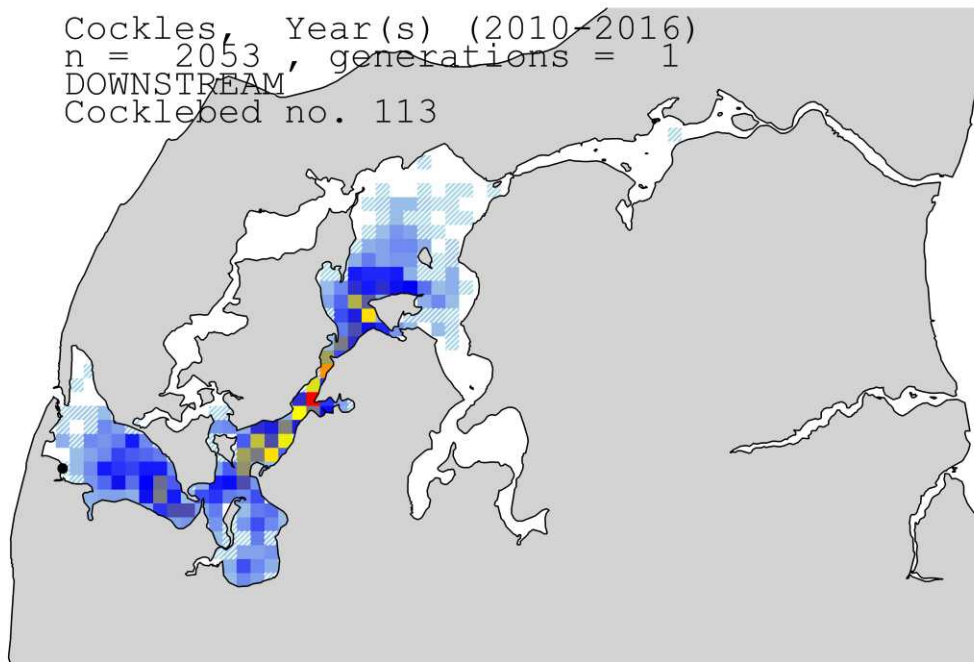 Cockles, Year(s) (2010-2016)
n = 2053 , generations = 1
DOWNSTREAM
Cocklebed no. 113